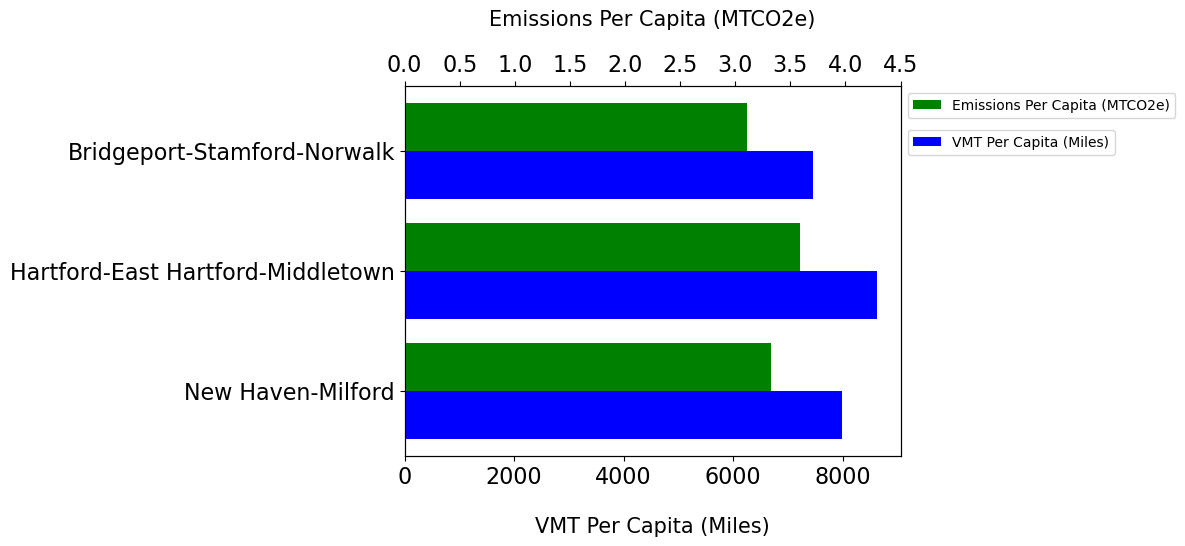 Emissions Per Capita (MTCO2e)
0.0 0.5 1.0 1.5 2.0 2.5 3.0 3.5 4.0 4.5
Emissions Per Capita (MTCO2e)
VMT Per Capita (Miles)
Bridgeport-Stamford-Norwalk
Hartford-East Hartford-Middletown
New Haven-Milford
0 2000 4000 6000 8000
VMT Per Capita (Miles)